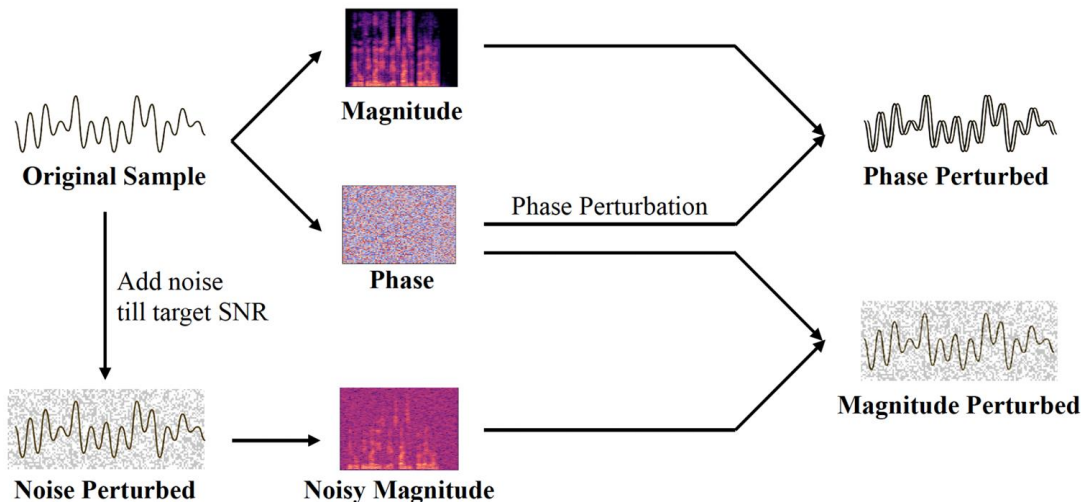 Magnitude
Original Sample
Phase Perturbed
Phase Perturbation
Phase
Add noise
till target SNR
Magnitude Perturbed
Noise Perturbed
Noisy Magnitude